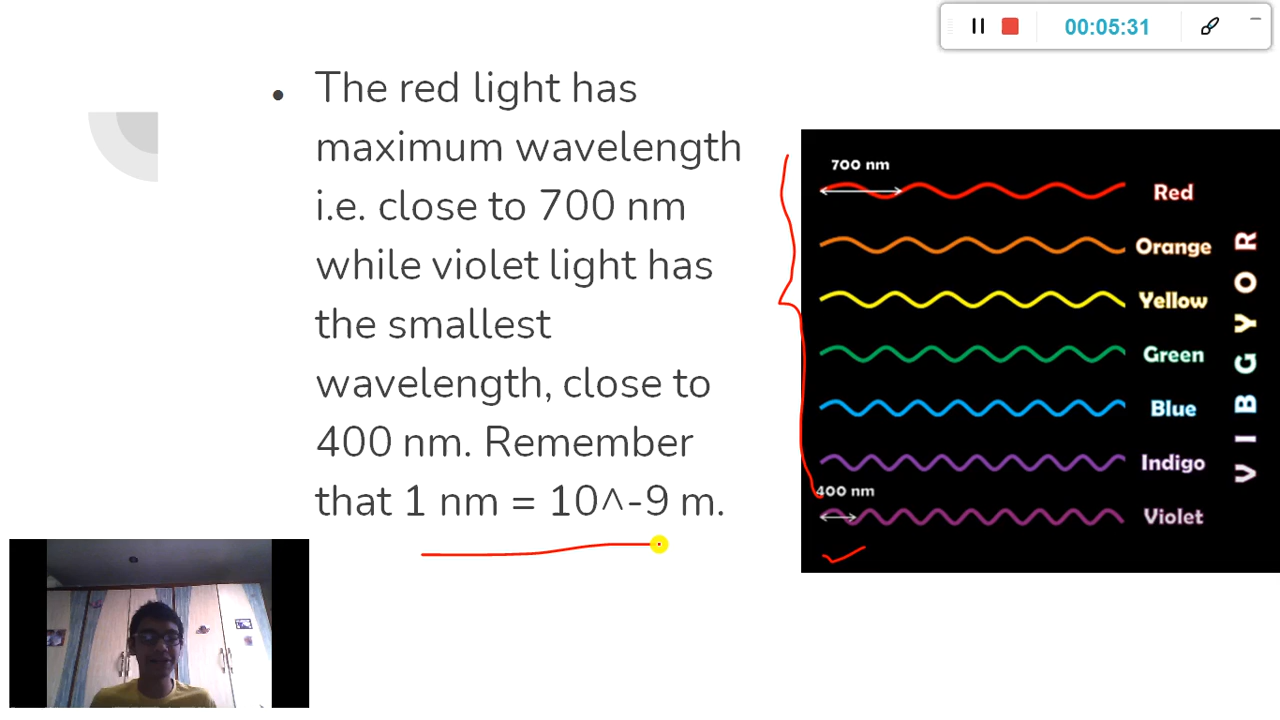 00:05:31
• The red light has
maximum wavelength
i.e. close to 700 nm
while violet light has
the smallest
wavelength, close to
400 nm. Remember
that 1 nm = 10^-9 m.
700 nm
Red
Orange
Yellow
Green
Blue
Indigo
400 nm
Violet
VIBGYOR